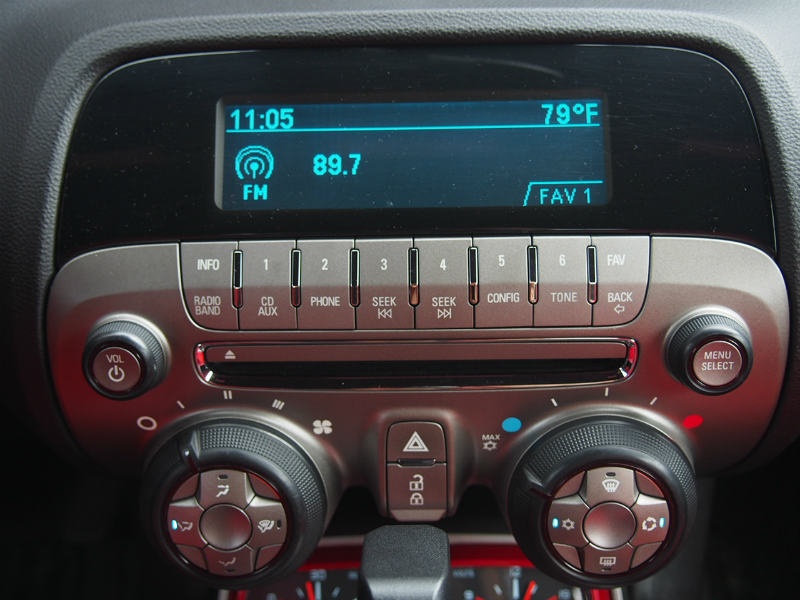 11:05 79°F
89.7
FM
FAV 1
INFO 1 2 3 4 5 6 FAV
RADIO BAND CD AUX PHONE SEEK SEEK CONFIG TONE BACK
VOL
MENU SELECT
MAX